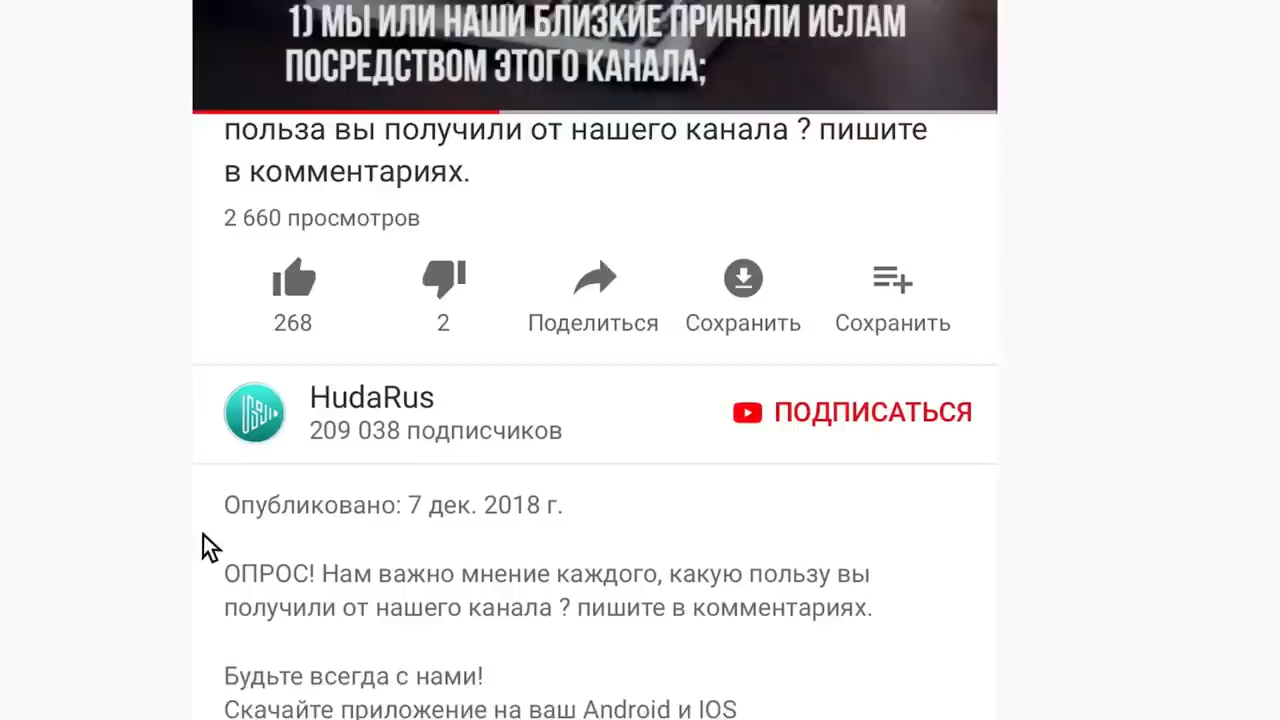 1) МЫ ИЛИ НАШИ БЛИЗКИЕ ПРИНЯЛИ ИСЛАМ
ПОСРЕДСТВОМ ЭТОГО КАНАЛА;
польза вы получили от нашего канала ? пишите
в комментариях.
2 660 просмотров
268
2
Поделиться
Сохранить
Сохранить
HudaRus
209 038 подписчиков
ПОДПИСАТЬСЯ
Опубликовано: 7 дек. 2018 г.
ОПРОС! Нам важно мнение каждого, какую пользу вы
получили от нашего канала ? пишите в комментариях.
Будьте всегда с нами!
Скачайте приложение на ваш Android и IOS